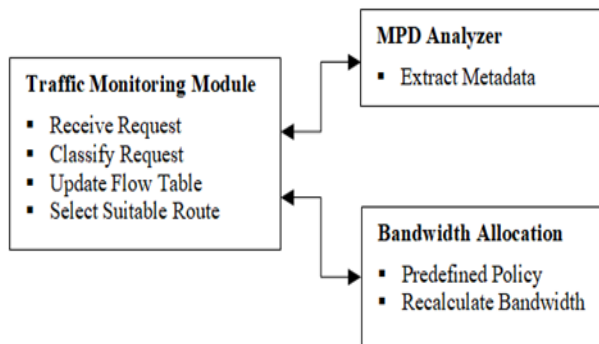 Traffic Monitoring Module
▪ Receive Request
▪ Classify Request
▪ Update Flow Table
▪ Select Suitable Route
MPD Analyzer
▪ Extract Metadata
Bandwidth Allocation
▪ Predefined Policy
▪ Recalculate Bandwidth